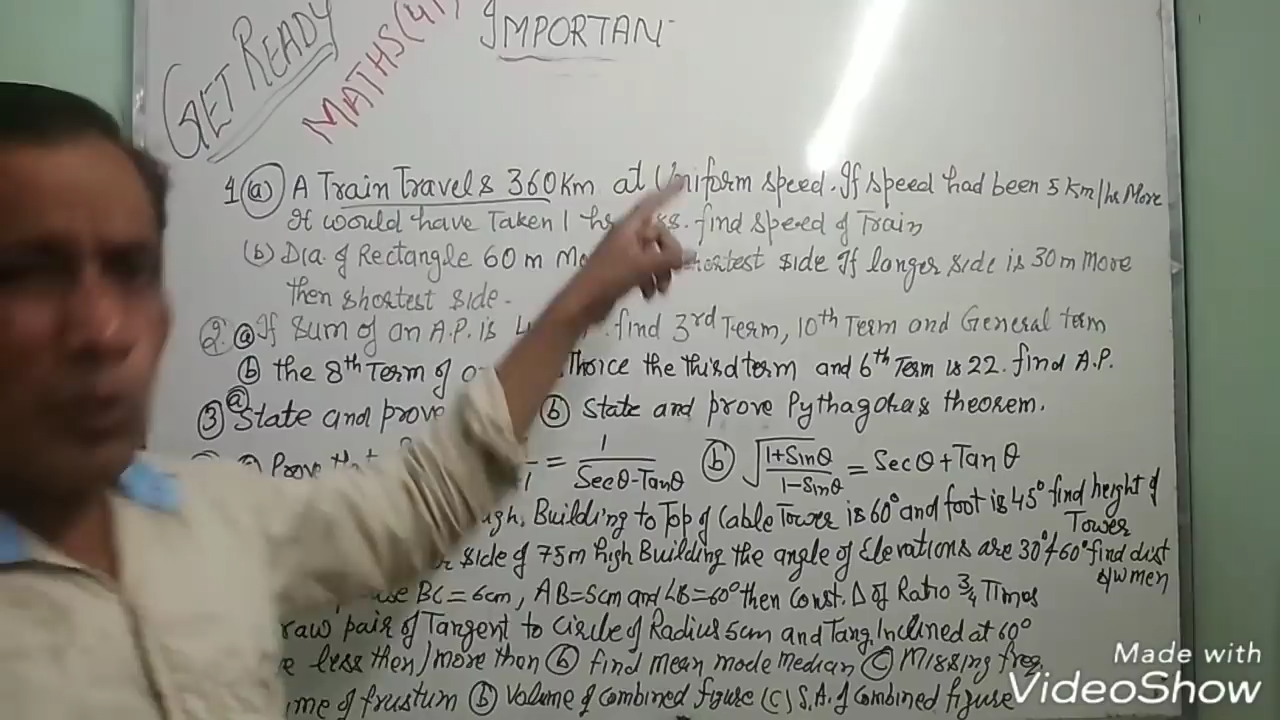 GET READY
MATHS(41)
IMPORTAN
1 (a) A Train Travels 360 Km at Uniform speed. If speed had been 5 Km/hr More
It would have Taken 1 find speed of Train
(b) Dia. of Rectangle 60 m shortest side If longer side is 30 m more
then shortest side.
2. (a) If sum of an A.P. is find 3rd Term, 10th Term and General term
(b) the 8th Term of Thrice the third term and 6th Term is 22. find A.P.
3 (a) State and prove (b) State and prove Pythagoras theorem.
(a) Prove that = 1/(Secθ-Tanθ) (b) √(1+Sinθ/1-Sinθ) = Secθ+Tanθ
Building to Top of Cable Tower is 60° and foot is 45° find height of Tower
side of 75m high Building the angle of Elevations are 30° & 60° find dist b/w men
BC = 6cm, AB = 5cm and ∠B = 60° then const. Δ of Ratio 3/4 Times
raw pair of Tangent to Circle of Radius 5cm and Tang. Inclined at 60°
less then / more then (b) find mean mode median (C) Missing freq.
me of frustum (b) Volume of combined figure (C) S.A. of combined figure
Made with
VideoShow